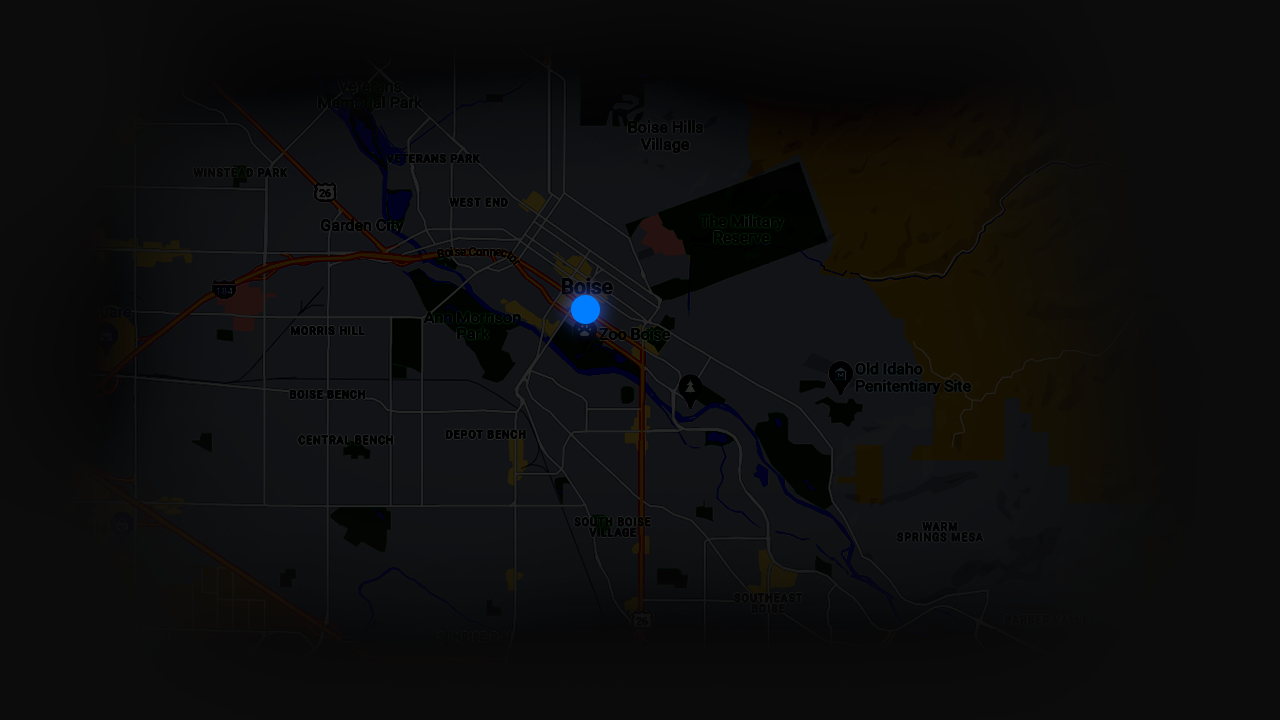 Veterans
Memorial Park
Boise Hills
Village
VETERANS PARK
WINSTEAD PARK
26
WEST END
Garden City
The Military
Reserve
Boise Connector
Boise
184
Ann Morrison
Park
MORRIS HILL
Zoo Boise
Old Idaho
Penitentiary Site
BOISE BENCH
CENTRAL BENCH
DEPOT BENCH
SOUTH BOISE
VILLAGE
WARM
SPRINGS MESA
SOUTHEAST
BOISE
26